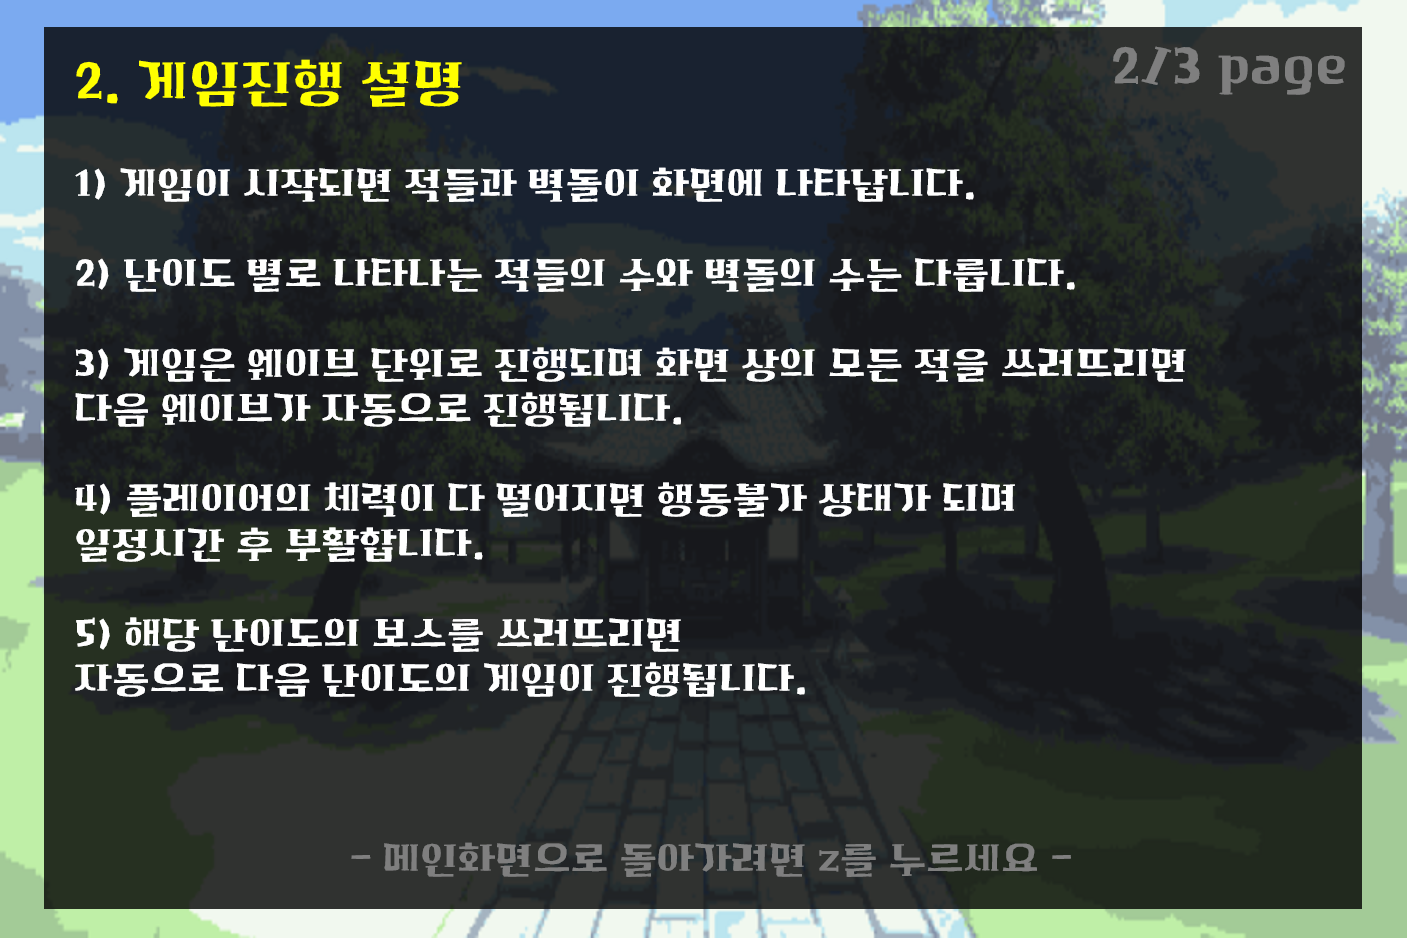 2. 게임진행 설명
2/3 page
1) 게임이 시작되면 적들과 벽돌이 화면에 나타납니다.
2) 난이도 별로 나타나는 적들의 수와 벽돌의 수는 다릅니다.
3) 게임은 웨이브 단위로 진행되며 화면 상의 모든 적을 쓰러뜨리면
다음 웨이브가 자동으로 진행됩니다.
4) 플레이어의 체력이 다 떨어지면 행동불가 상태가 되며
일정시간 후 부활합니다.
5) 해당 난이도의 보스를 쓰러뜨리면
자동으로 다음 난이도의 게임이 진행됩니다.
- 메인화면으로 돌아가려면 z를 누르세요 -